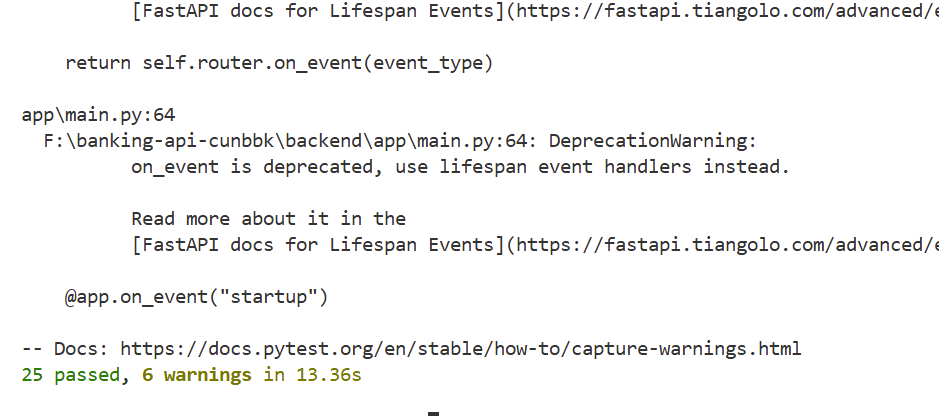 [FastAPI docs for Lifespan Events](https://fastapi.tiangolo.com/advanced/e
return self.router.on_event(event_type)
app\main.py:64
F:\banking-api-cunbbk\backend\app\main.py:64: DeprecationWarning:
on_event is deprecated, use lifespan event handlers instead.
Read more about it in the
[FastAPI docs for Lifespan Events](https://fastapi.tiangolo.com/advanced/e
@app.on_event("startup")
-- Docs: https://docs.pytest.org/en/stable/how-to/capture-warnings.html
25 passed, 6 warnings in 13.36s